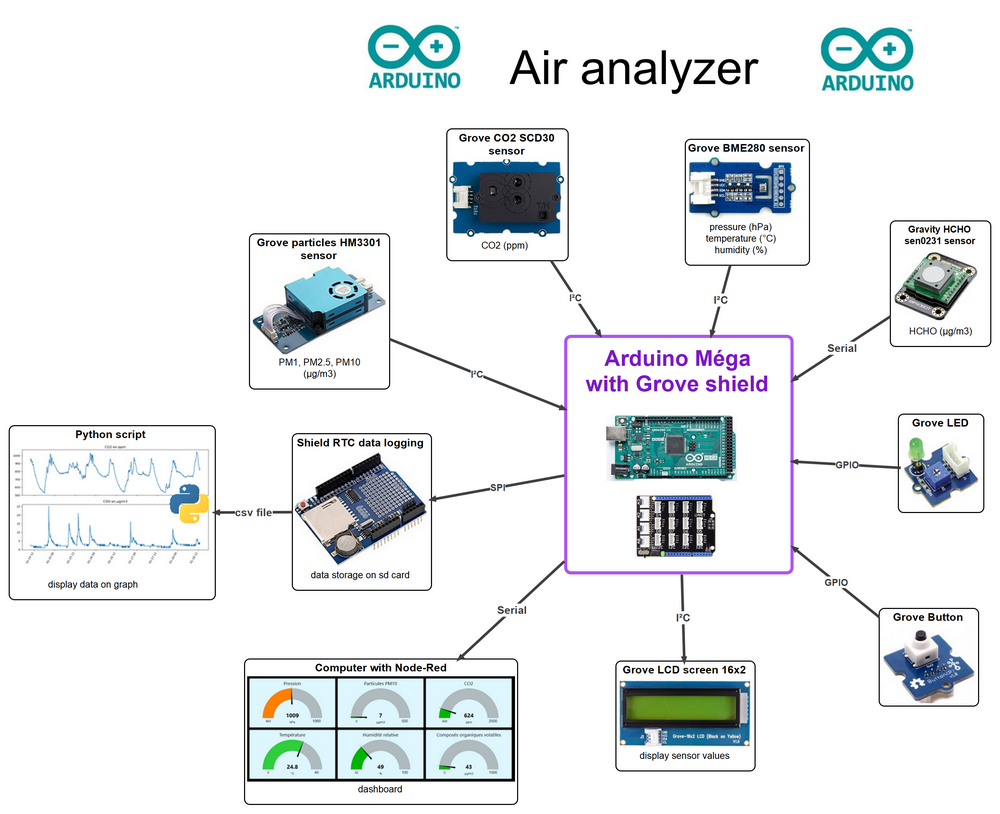 ARDUINO
Air analyzer
ARDUINO
Grove CO2 SCD30
sensor
CO2 (ppm)
Grove BME280 sensor
pressure (hPa)
temperature (°C)
humidity (%)
Gravity HCHO
sen0231 sensor
HCHO (µg/m3)
Grove particles HM3301
sensor
PM1, PM2.5, PM10
(µg/m3)
I²C
I²C
Serial
I²C
Arduino Méga
with Grove shield
ARDUINO
Grove LED
GPIO
Python script
CO2 en ppm
COV en µg/m3
display data on graph
csv file
Shield RTC data logging
data storage on sd card
SPI
GPIO
Grove Button
Serial
I²C
Computer with Node-Red
Pression
1009
hPa
Particules PM10
7
µg/m3
500
CO2
624
ppm
2000
Température
24.8
°C
Humidité relative
49
%
100
Composés organiques volatiles
43
µg/m3
1000
dashboard
Grove LCD screen 16x2
Grove-16x2 LCD (Black on Yellow)
display sensor values